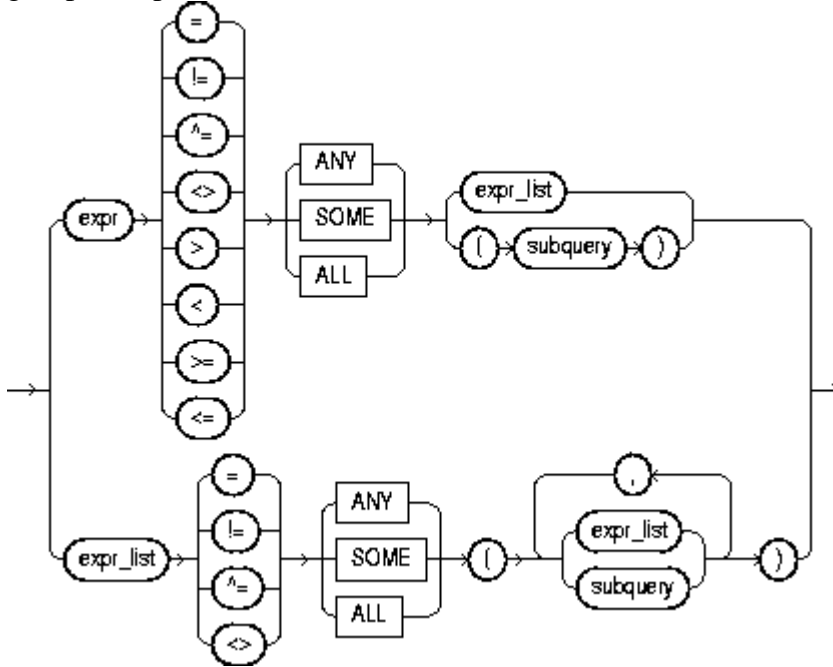 =
!=
^=
ANY
<> expr_list
expr SOME
> ( subquery )
ALL
<
>=
<=
= ,
ANY
!= expr_list
expr_list SOME ( )
^= subquery
ALL
<>